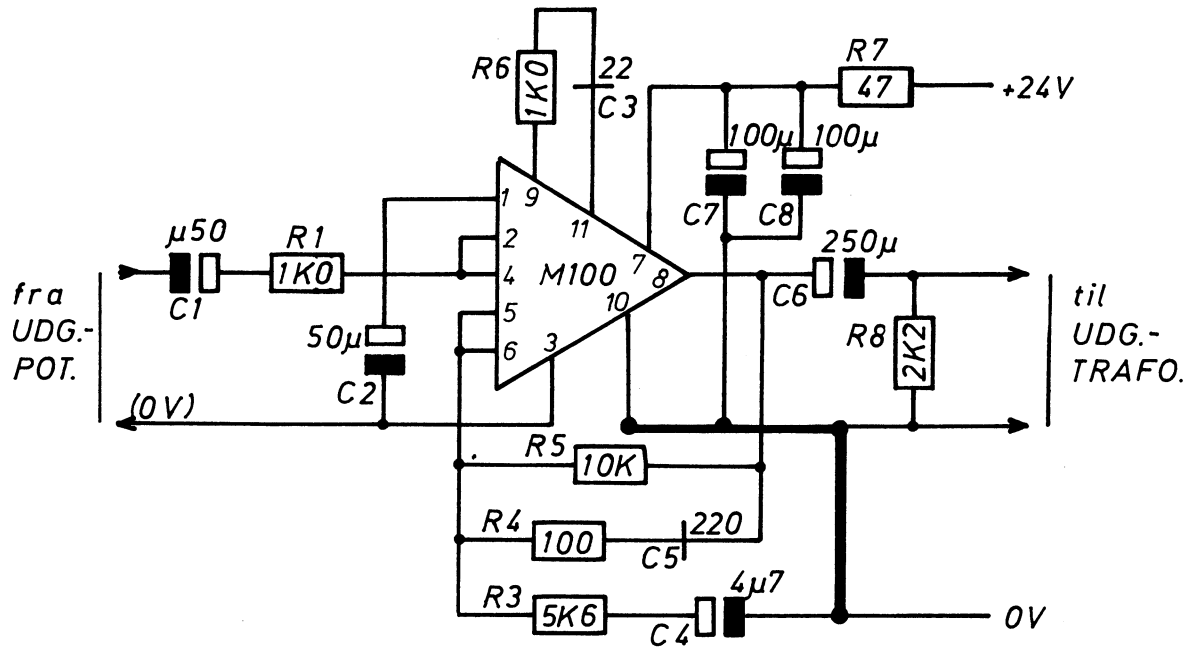 R6
1K0
22
C3
R7
47
+24V
100µ
100µ
C7
C8
µ50
R1
1K0
C1
fra
UDG.-
POT.
(0V)
50µ
C2
1
9
2
11
4
M100
7
8
5
10
6
3
250µ
C6
R8
2K2
til
UDG.-
TRAFO.
R5
10K
R4
100
C5
220
R3
5K6
C4
4µ7
0V